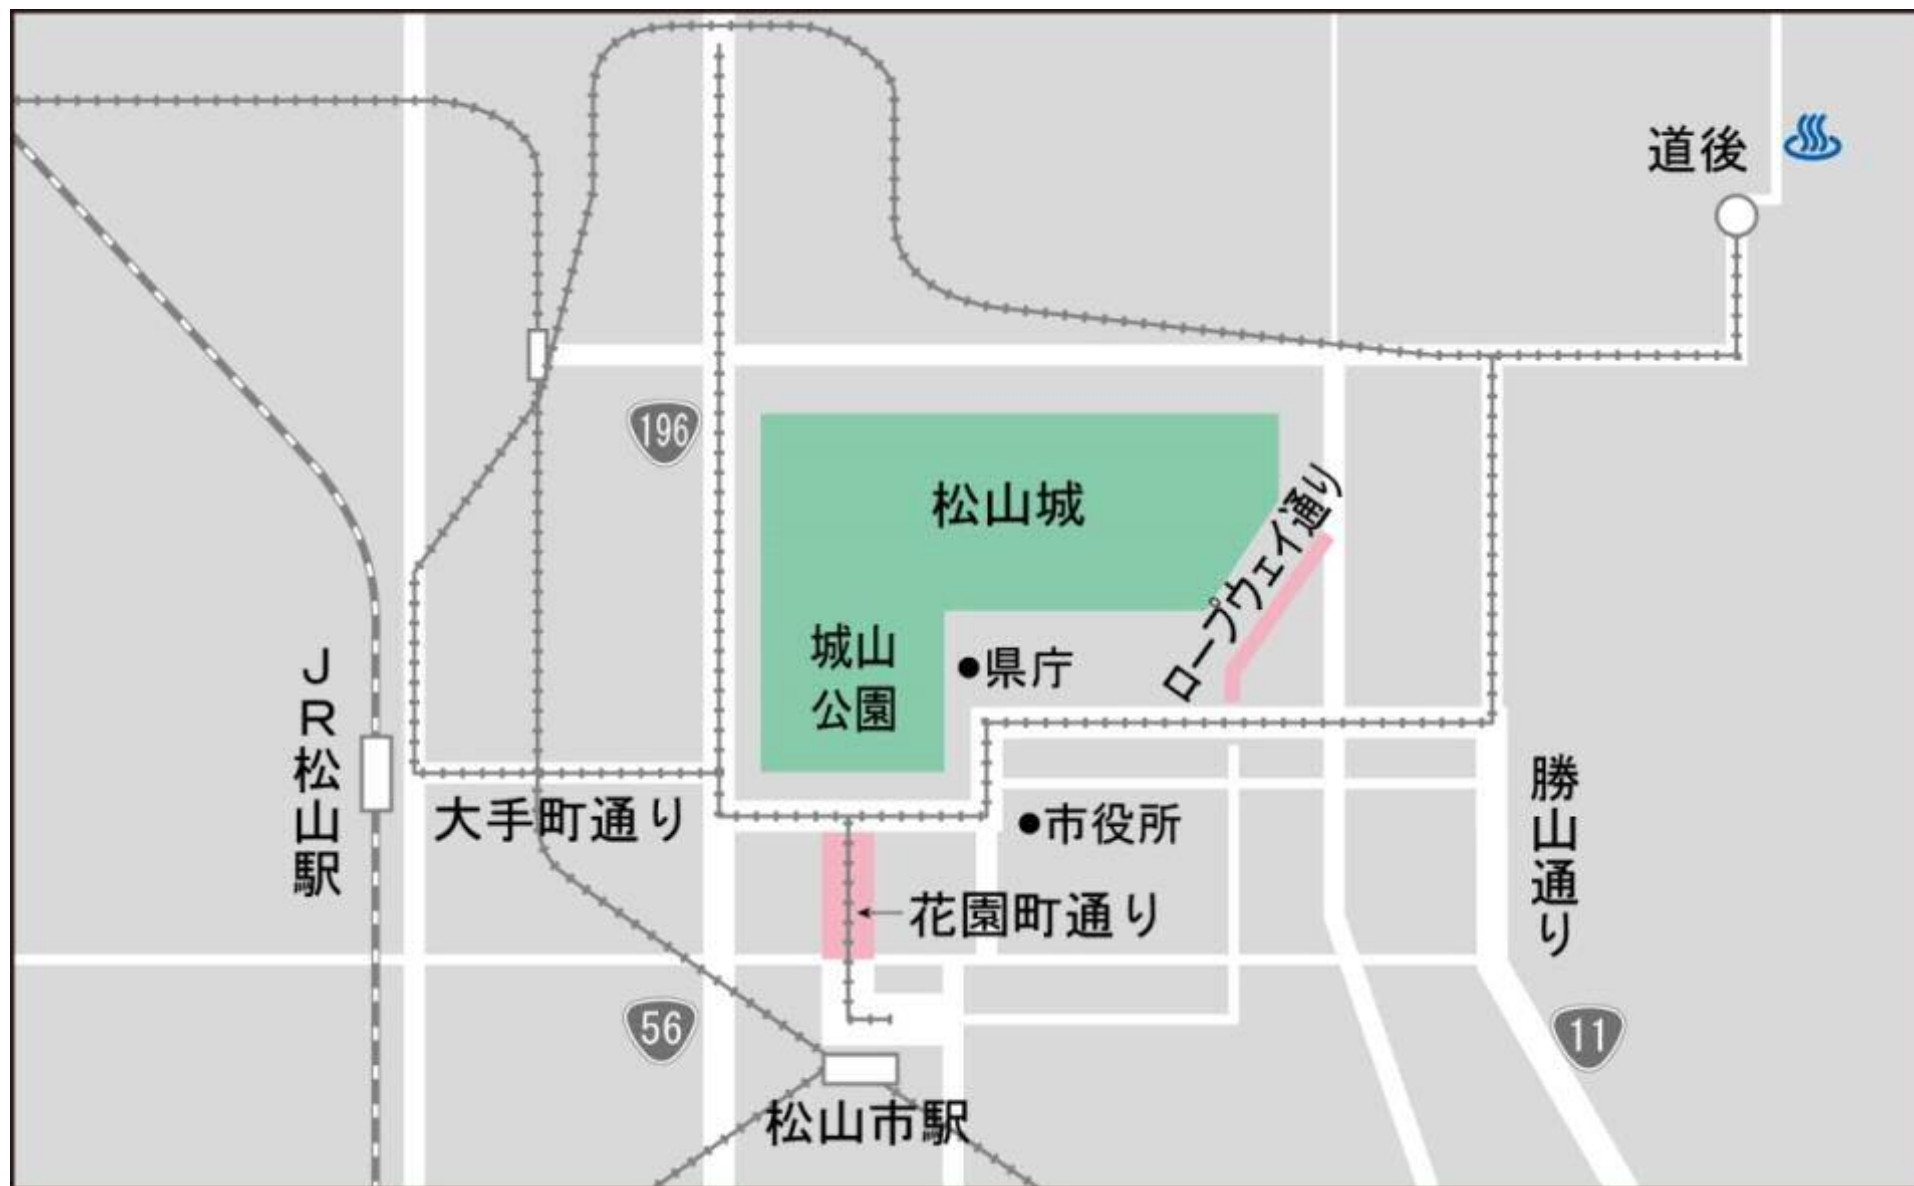 道後
196
松山城
ロープウェイ通り
城山
公園
県庁
JR松山駅
大手町通り
市役所
勝山通り
花園町通り
56
11
松山市駅